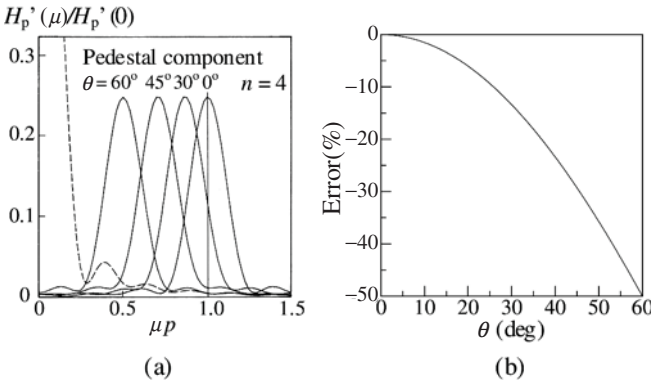 Hp’(μ)/Hp’(0)
0.3
0.2
0.1
0
Pedestal component
θ = 60° 45° 30° 0° n = 4
0 0.5 1.0 1.5
μp
(a)
0
−10
−20
−30
−40
−50
Error(%)
0 10 20 30 40 50 60
θ (deg)
(b)